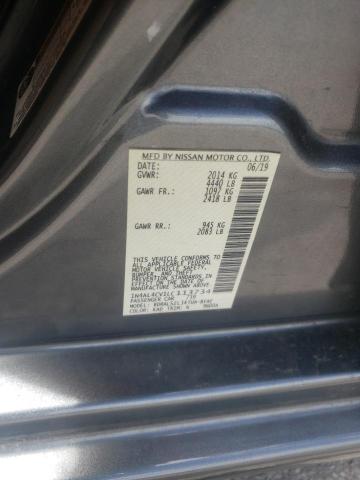 MFD BY NISSAN MOTOR CO., LTD.
DATE: 06/19
GVWR: 2014 KG
4440 LB
GAWR FR: 1097 KG
2418 LB
GAWR RR: 945 KG
2083 LB
THIS VEHICLE CONFORMS TO ALL
APPLICABLE FEDERAL MOTOR
VEHICLE SAFETY, BUMPER, AND
THEFT PREVENTION STANDARDS IN
EFFECT ON THE DATE OF
MANUFACTURE SHOWN ABOVE.
1N4AL4CV1LC113734
PASSENGER CAR
MODEL:
COLOR: KAD TRIM: G